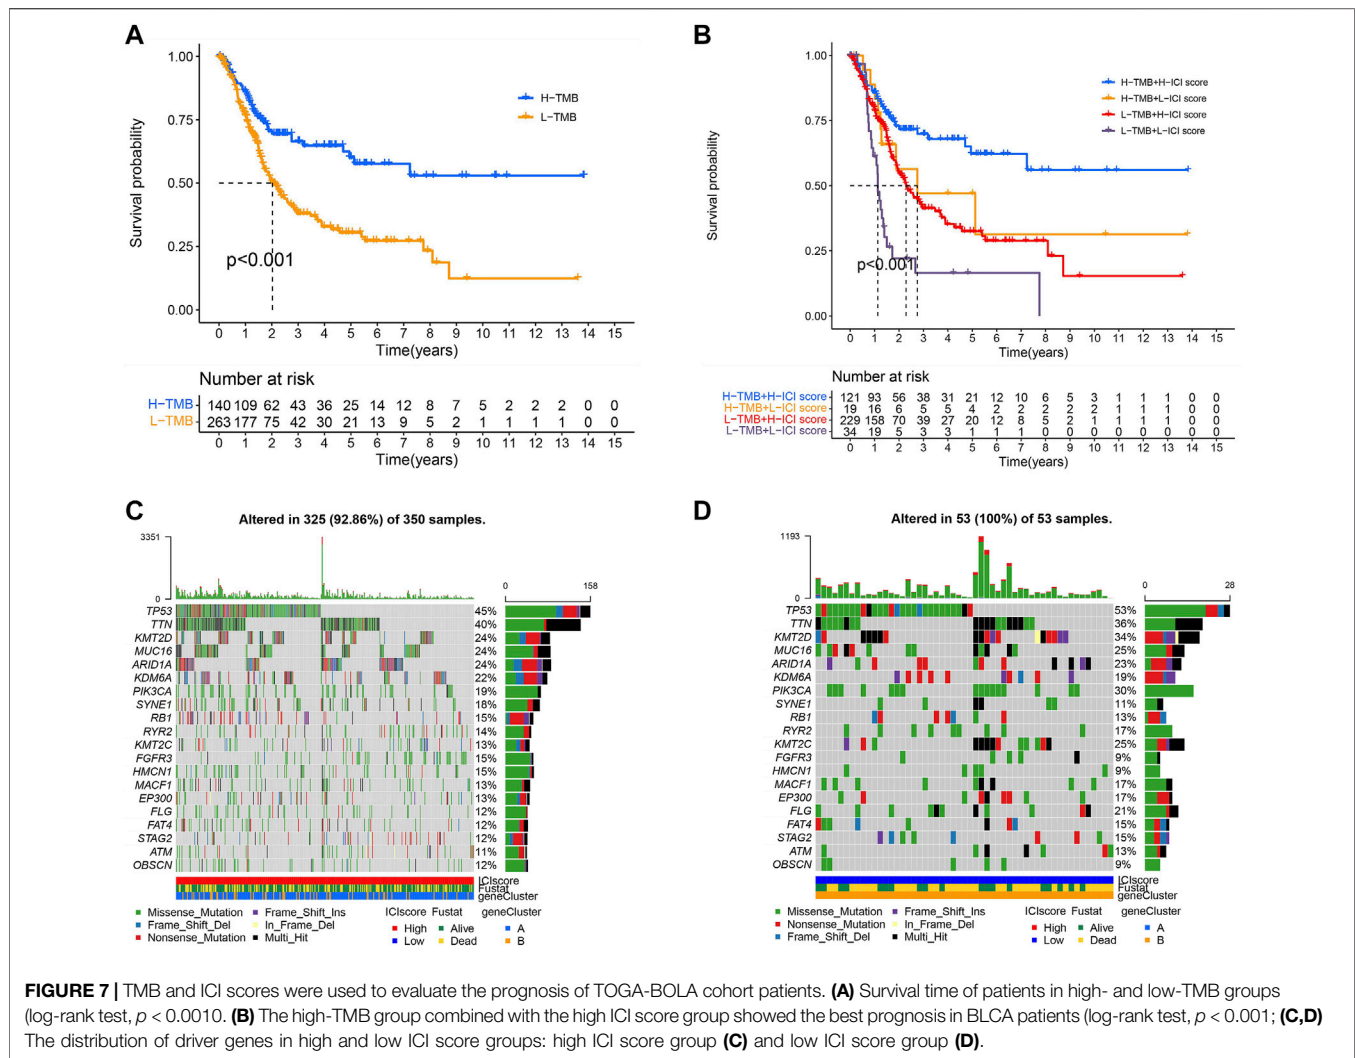 A
1.00
0.75
0.50
0.25
0.00
Survival probability
H−TMB
L−TMB
p<0.001
0 1 2 3 4 5 6 7 8 9 10 11 12 13 14 15
Time(years)
Number at risk
H−TMB 140 109 62 43 36 25 14 12 8 7 5 2 2 2 0 0
L−TMB 263 177 75 42 30 21 13 9 5 2 1 1 1 1 0 0
0 1 2 3 4 5 6 7 8 9 10 11 12 13 14 15
Time(years)
B
1.00
0.75
0.50
0.25
0.00
Survival probability
H−TMB+H−ICI score
H−TMB+L−ICI score
L−TMB+H−ICI score
L−TMB+L−ICI score
p<0.001
0 1 2 3 4 5 6 7 8 9 10 11 12 13 14 15
Time(years)
Number at risk
H−TMB+H−ICI score 121 93 56 38 31 21 12 10 6 5 3 1 1 1 0 0
H−TMB+L−ICI score 19 16 6 5 5 4 2 2 2 2 2 1 1 1 0 0
L−TMB+H−ICI score 229 158 70 39 27 20 12 8 5 2 1 1 1 1 0 0
L−TMB+L−ICI score 34 19 5 3 3 1 1 1 0 0 0 0 0 0 0 0
0 1 2 3 4 5 6 7 8 9 10 11 12 13 14 15
Time(years)
C
Altered in 325 (92.86%) of 350 samples.
3351
0
0 158
TP53 45%
TTN 40%
KMT2D 24%
MUC16 24%
ARID1A 24%
KDM6A 22%
PIK3CA 19%
SYNE1 18%
RB1 15%
RYR2 14%
KMT2C 13%
FGFR3 15%
HMCN1 15%
MACF1 13%
EP300 13%
FLG 12%
FAT4 12%
STAG2 12%
ATM 11%
OBSCN 12%
ICIscore
Fustat
geneCluster
Missense_Mutation Frame_Shift_Ins ICIscore Fustat geneCluster
Frame_Shift_Del In_Frame_Del High Alive A
Nonsense_Mutation Multi_Hit Low Dead B
D
Altered in 53 (100%) of 53 samples.
1193
0
0 28
TP53 53%
TTN 36%
KMT2D 34%
MUC16 25%
ARID1A 23%
KDM6A 19%
PIK3CA 30%
SYNE1 11%
RB1 13%
RYR2 17%
KMT2C 25%
FGFR3 9%
HMCN1 9%
MACF1 17%
EP300 17%
FLG 21%
FAT4 15%
STAG2 15%
ATM 13%
OBSCN 9%
ICIscore
Fustat
geneCluster
Missense_Mutation Frame_Shift_Ins ICIscore Fustat geneCluster
Nonsense_Mutation In_Frame_Del High Alive A
Frame_Shift_Del Multi_Hit Low Dead B
FIGURE 7 | TMB and ICI scores were used to evaluate the prognosis of TOGA-BOLA cohort patients. (A) Survival time of patients in high- and low-TMB groups
(log-rank test, p < 0.0010. (B) The high-TMB group combined with the high ICI score group showed the best prognosis in BLCA patients (log-rank test, p < 0.001; (C,D)
The distribution of driver genes in high and low ICI score groups: high ICI score group (C) and low ICI score group (D).